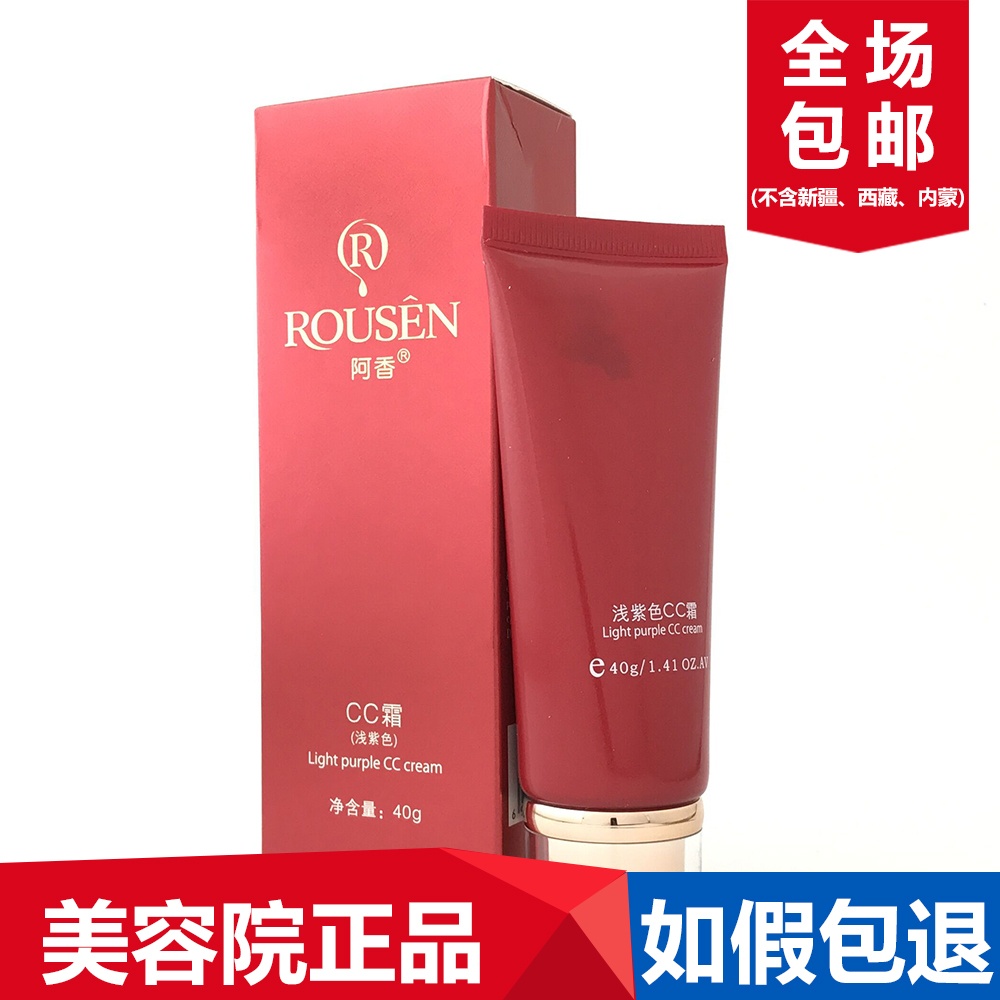 全场
包邮
(不含新疆、西藏、内蒙)
R
ROUSÊN
阿香®
CC霜
(浅紫色)
Light purple CC cream
净含量：40g
浅紫色CC霜
Light purple CC cream
e 40g/1.41 OZ.AV
美容院正品
如假包退